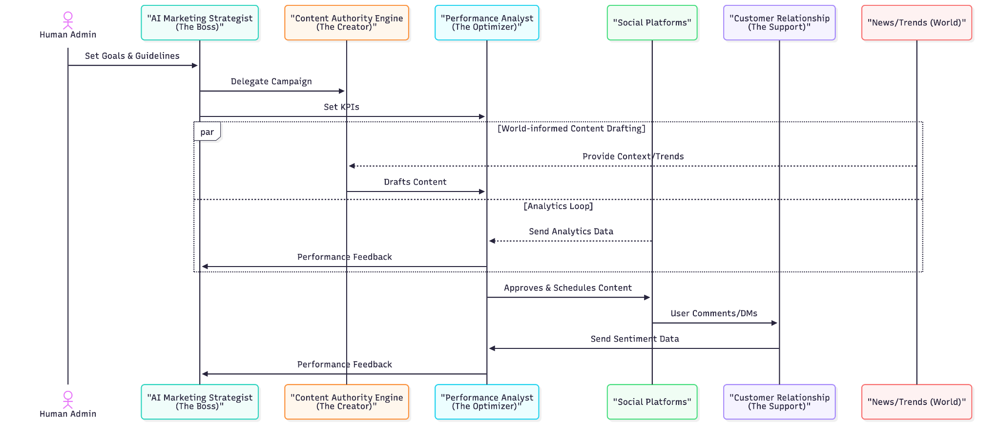 Human Admin
"AI Marketing Strategist
(The Boss)"
"Content Authority Engine
(The Creator)"
"Performance Analyst
(The Optimizer)"
"Social Platforms"
"Customer Relationship
(The Support)"
"News/Trends (World)"
Set Goals & Guidelines
Delegate Campaign
Set KPIs
par
[World-informed Content Drafting]
Provide Context/Trends
Drafts Content
[Analytics Loop]
Send Analytics Data
Performance Feedback
Approves & Schedules Content
User Comments/DMs
Send Sentiment Data
Performance Feedback
Human Admin
"AI Marketing Strategist
(The Boss)"
"Content Authority Engine
(The Creator)"
"Performance Analyst
(The Optimizer)"
"Social Platforms"
"Customer Relationship
(The Support)"
"News/Trends (World)"